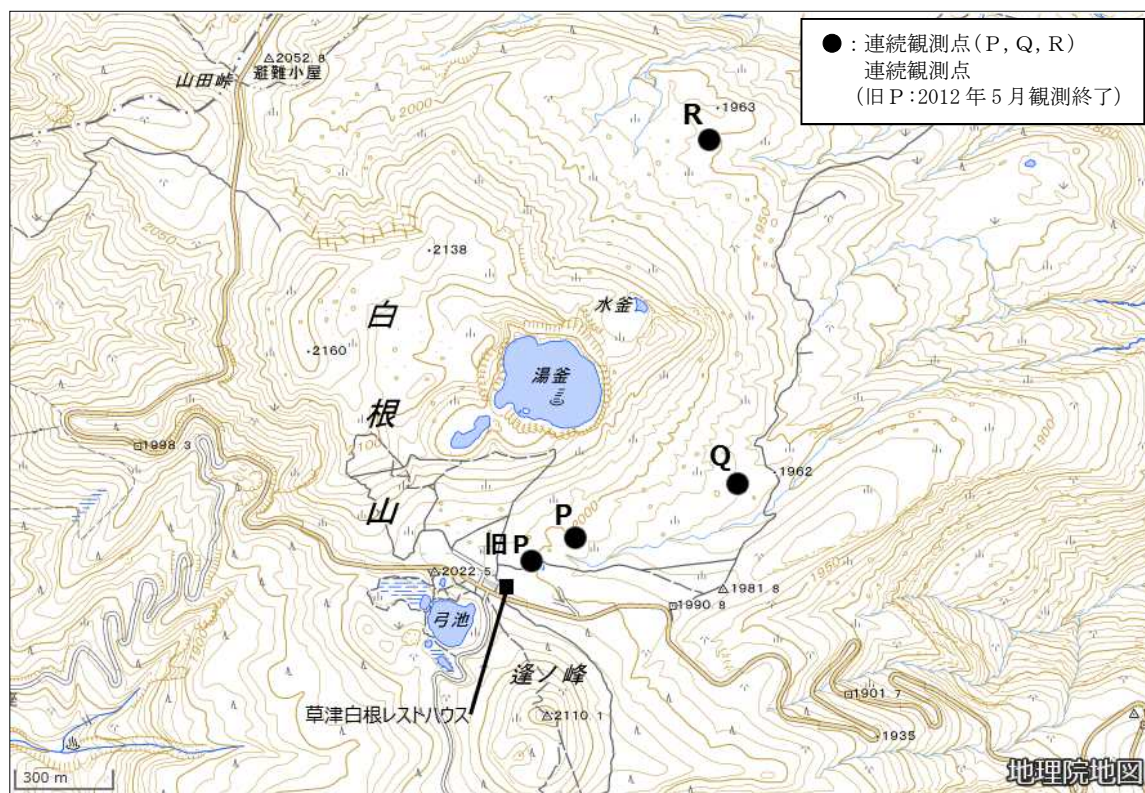 ●：連続観測点（P，Q，R）
連続観測点
（旧P：2012年5月観測終了）
△2052.8
避難小屋
山田峠
2000
R
・1963
1950
2050
・2138
白
水釜
・2160
湯釜
根
1998.3
1900
Q
・1962
山
P
2000
旧P
△2022.5
1950
△1981.8
1990.8
弓池
逢ノ峰
1901.7
草津白根レストハウス
△2110.1
・1935
300 m
地理院地図